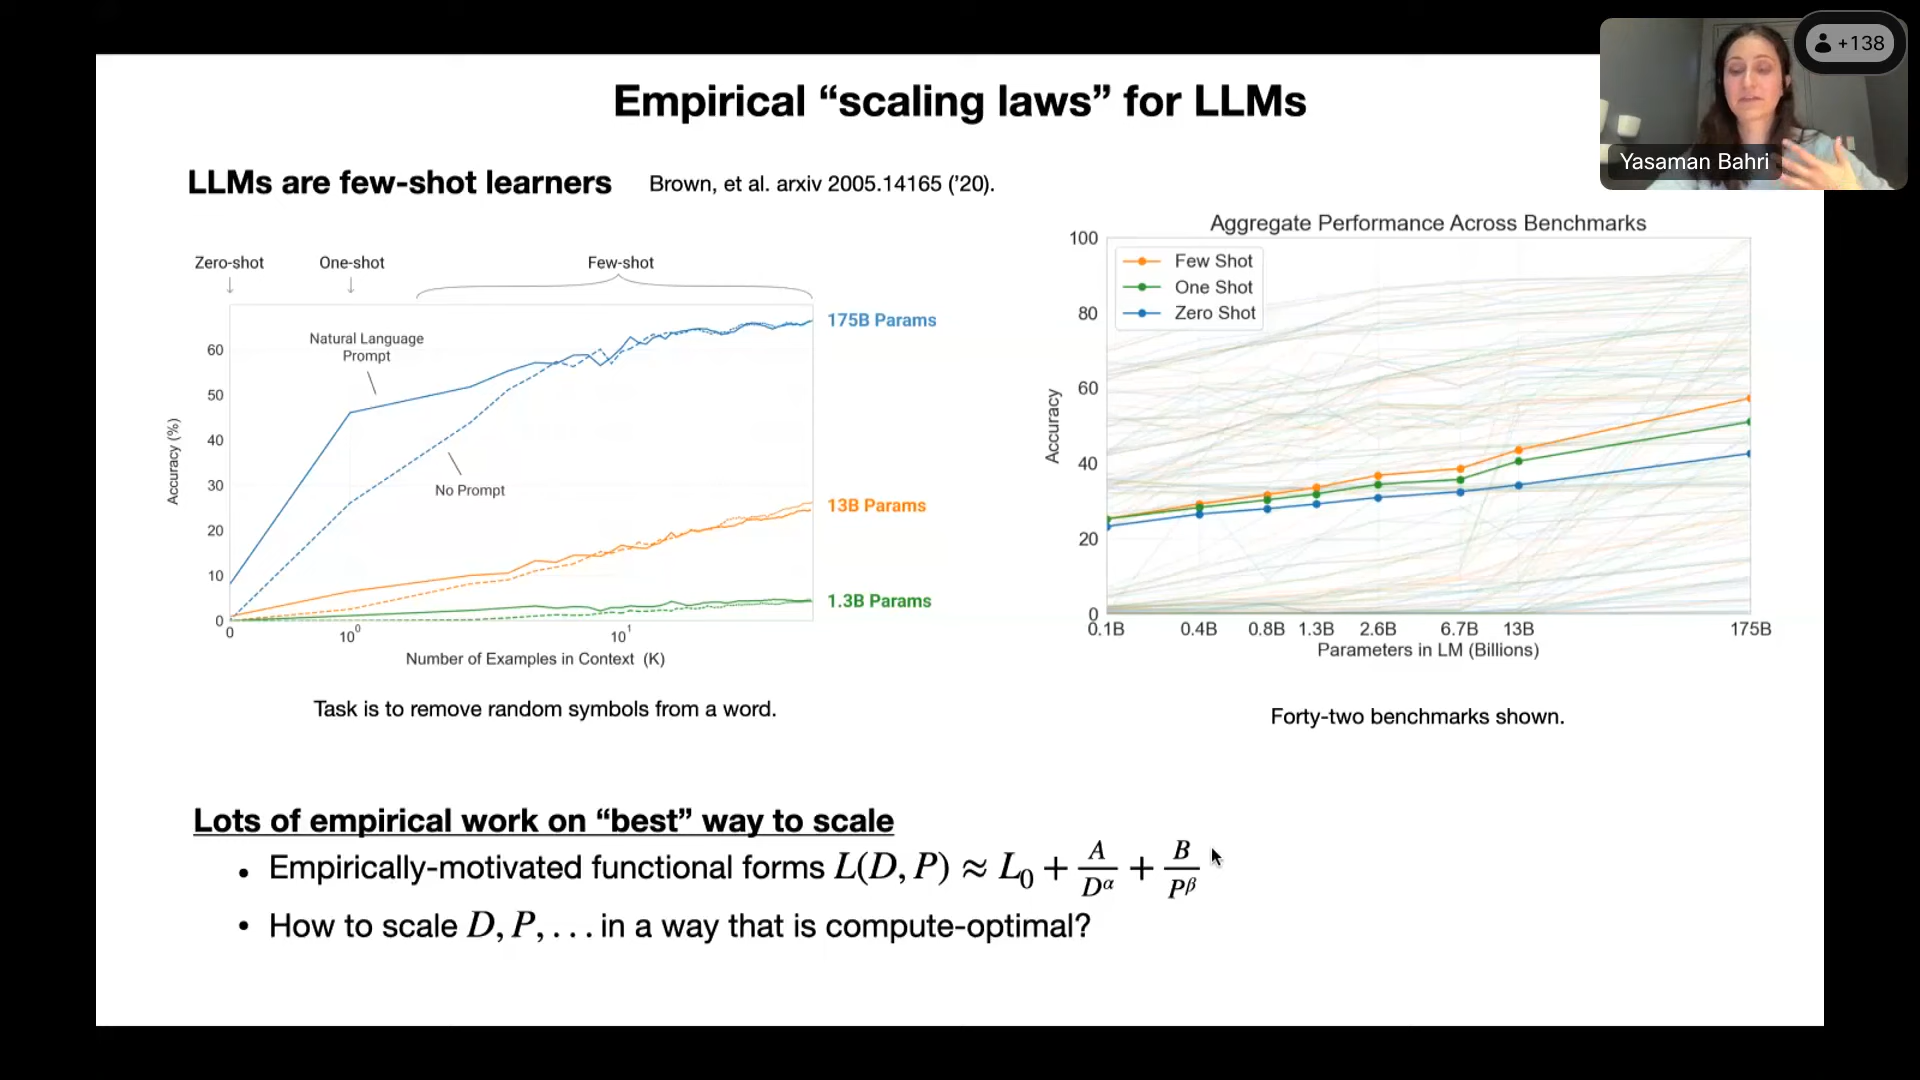 +138
Yasaman Bahri
Empirical “scaling laws” for LLMs
LLMs are few-shot learners
Brown, et al. arxiv 2005.14165 (’20).
Zero-shot
One-shot
Few-shot
Natural Language
Prompt
No Prompt
175B Params
13B Params
1.3B Params
Accuracy (%)
60
50
40
30
20
10
0
0
10⁰
10¹
Number of Examples in Context (K)
Task is to remove random symbols from a word.
Aggregate Performance Across Benchmarks
Few Shot
One Shot
Zero Shot
Accuracy
100
80
60
40
20
0
0.1B 0.4B 0.8B 1.3B 2.6B 6.7B 13B 175B
Parameters in LM (Billions)
Forty-two benchmarks shown.
Lots of empirical work on “best” way to scale
• Empirically-motivated functional forms L(D, P) ≈ L₀ + A/D^α + B/P^β
• How to scale D, P, . . . in a way that is compute-optimal?